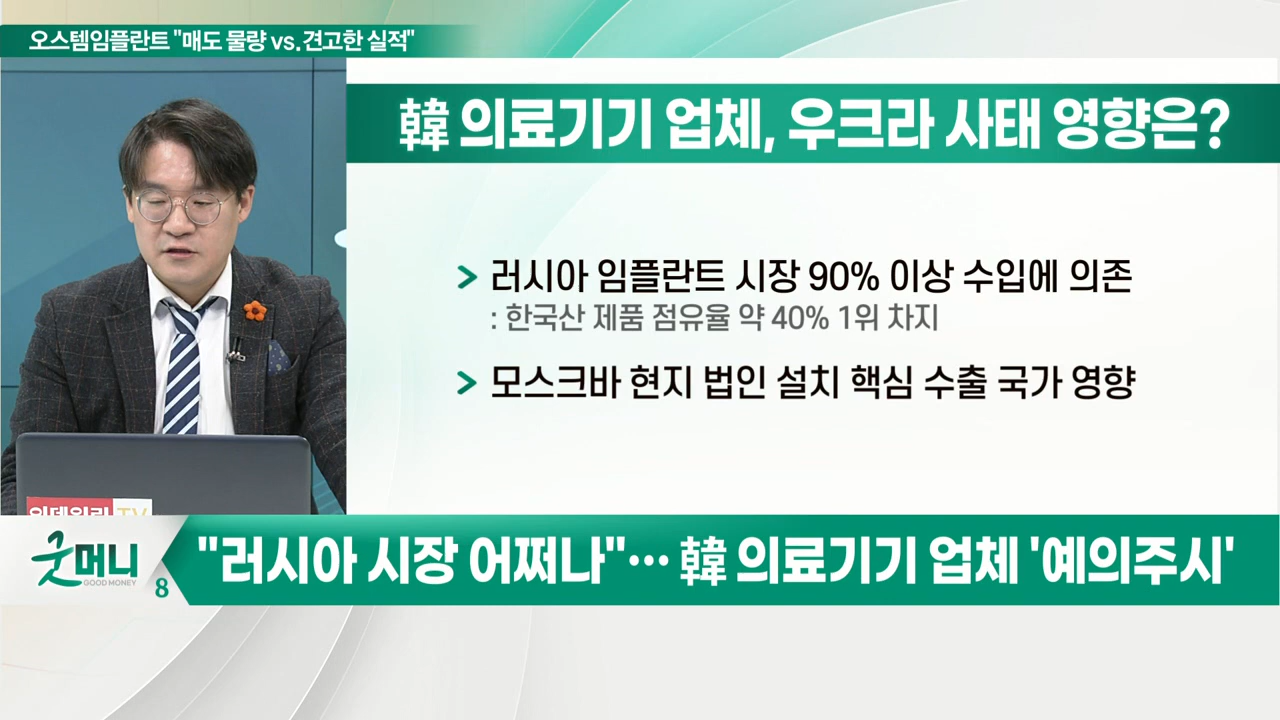 오스템임플란트 "매도 물량 vs. 견고한 실적"
韓 의료기기 업체, 우크라 사태 영향은?
> 러시아 임플란트 시장 90% 이상 수입에 의존
: 한국산 제품 점유율 약 40% 1위 차지
> 모스크바 현지 법인 설치 핵심 수출 국가 영향
이데일리 TV
굿머니
GOOD MONEY
8
"러시아 시장 어쩌나"… 韓 의료기기 업체 '예의주시'